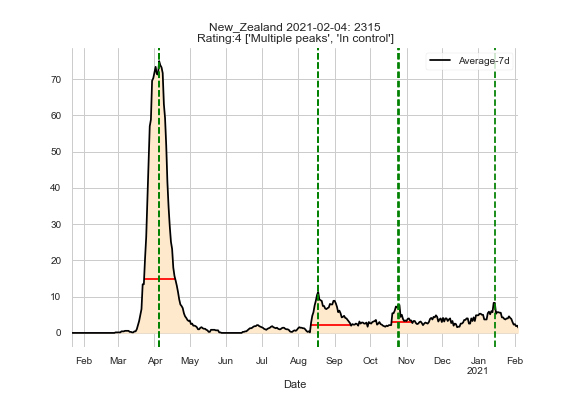 New_Zealand 2021-02-04: 2315
Rating:4 ['Multiple peaks', 'In control']
Average-7d
70
60
50
40
30
20
10
0
Feb Mar Apr May Jun Jul Aug Sep Oct Nov Dec Jan Feb
2021
Date